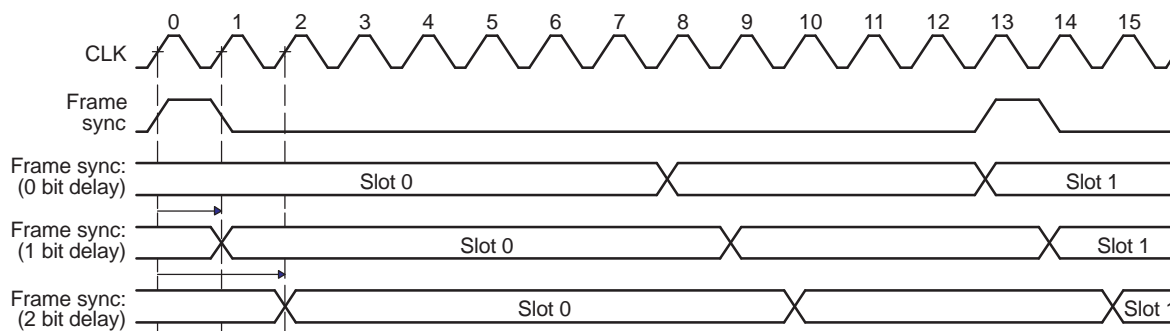 0 1 2 3 4 5 6 7 8 9 10 11 12 13 14 15
CLK
Frame
sync
Frame sync:
(0 bit delay)
Slot 0
Slot 1
Frame sync:
(1 bit delay)
Slot 0
Slot 1
Frame sync:
(2 bit delay)
Slot 0
Slot 1